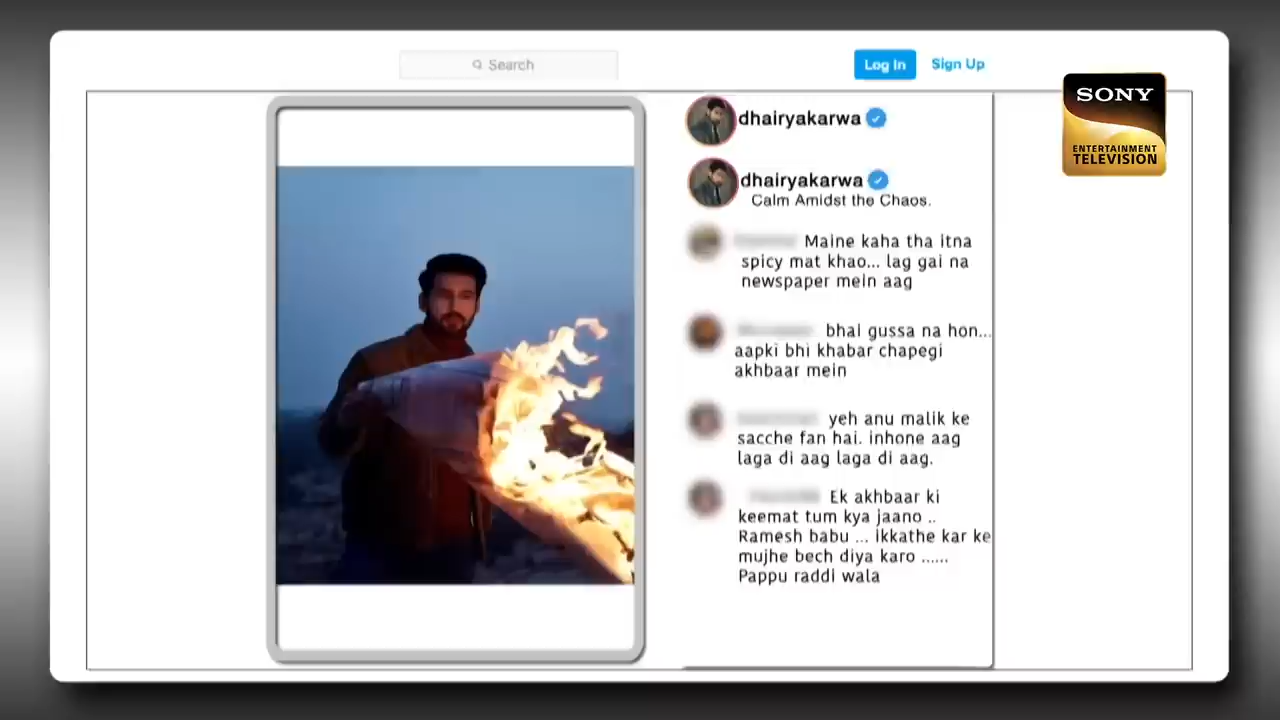 Search
Log In
Sign Up
SONY
ENTERTAINMENT
TELEVISION
dhairyakarwa
dhairyakarwa
Calm Amidst the Chaos.
Maine kaha tha itna
spicy mat khao... lag gai na
newspaper mein aag
bhai gussa na hon...
aapki bhi khabar chapegi
akhbaar mein
yeh anu malik ke
sacche fan hai. inhone aag
laga di aag laga di aag.
Ek akhbaar ki
keemat tum kya jaano ..
Ramesh babu ... ikkathe kar ke
mujhe bech diya karo ......
Pappu raddi wala